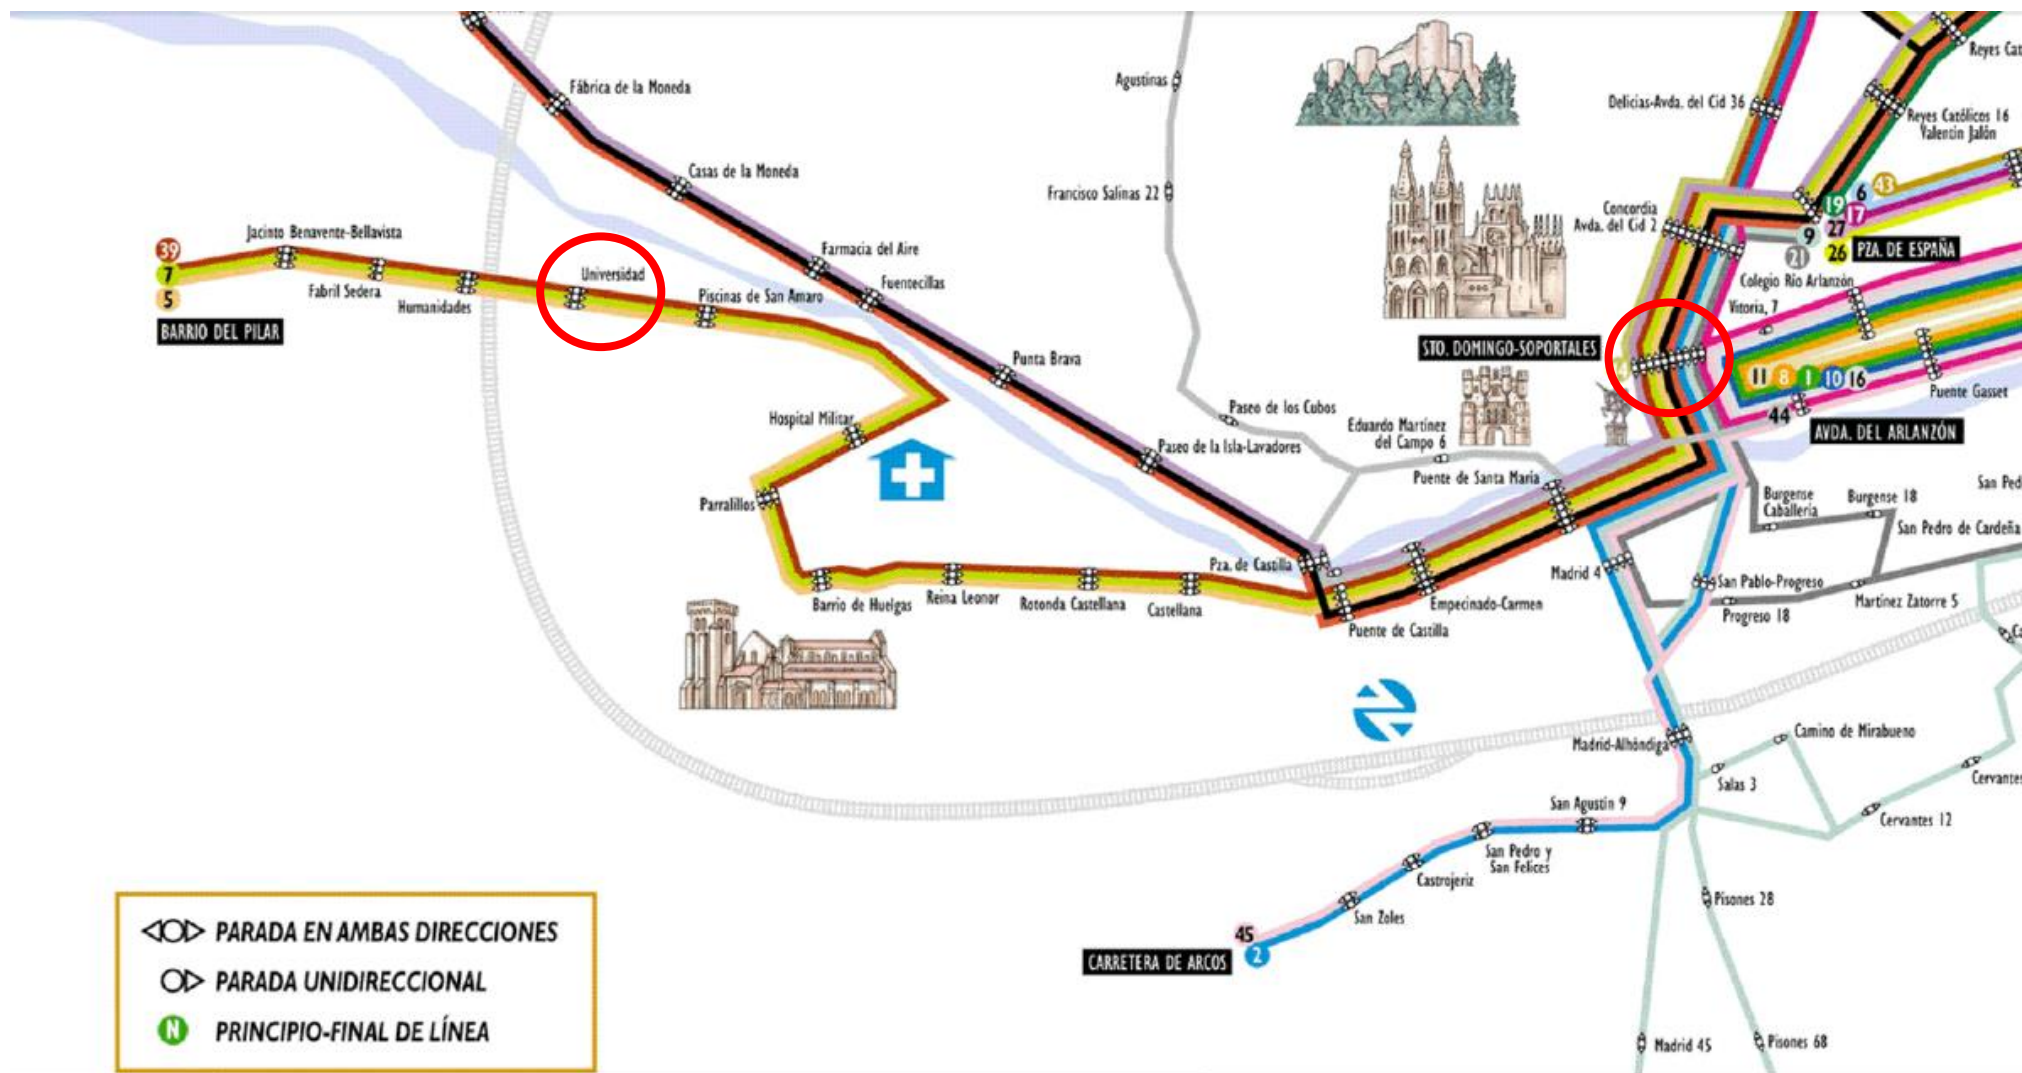 Fábrica de la Moneda
Agustinas
Delicias-Avda. del Cid 36
Reyes Cat
Reyes Católicos 16
Valentín Jalón
Casas de la Moneda
Francisco Salinas 22
Concordia
Avda. del Cid 2
19
6
43
17
9
27
21
26
PZA. DE ESPAÑA
Jacinto Benavente-Bellavista
39
7
5
BARRIO DEL PILAR
Fabril Sedera
Humanidades
Universidad
Piscinas de San Amaro
Farmacia del Aire
Fuentecillas
Colegio Río Arlanzón
Vitoria, 7
STO. DOMINGO-SOPORTALES
11
8
1
10
16
44
Puente Gasset
AVDA. DEL ARLANZÓN
Punta Brava
Hospital Militar
Paseo de los Cubos
Eduardo Martínez
del Campo 6
Paseo de la Isla-Lavadores
Puente de Santa María
Parralillos
Burgense
Caballería
Burgense 18
San Ped
San Pedro de Cardeña
Pza. de Castilla
Madrid 4
San Pablo-Progreso
Martínez Zatorre 5
Progreso 18
Barrio de Huelgas
Reina Leonor
Rotonda Castellana
Castellana
Empecinado-Carmen
Puente de Castilla
Ca
Madrid-Alhóndiga
Camino de Mirabueno
Salas 3
Cervantes
Cervantes 12
San Agustín 9
San Pedro y
San Felices
Castrojeriz
San Zoles
45
2
CARRETERA DE ARCOS
Pisones 28
Madrid 45
Pisones 68
PARADA EN AMBAS DIRECCIONES
PARADA UNIDIRECCIONAL
N PRINCIPIO-FINAL DE LÍNEA